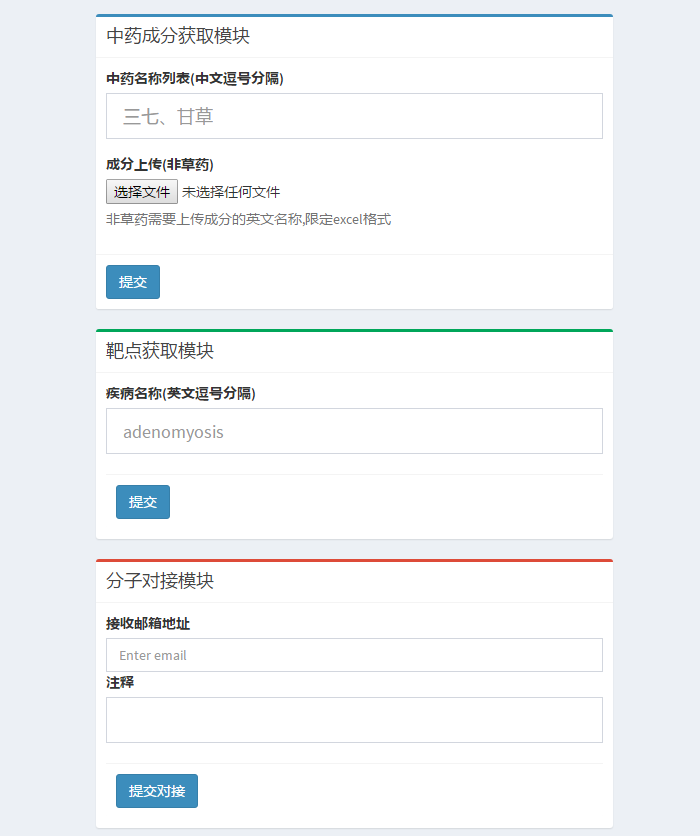 中药成分获取模块
中药名称列表(中文逗号分隔)
三七、甘草
成分上传(非草药)
选择文件 未选择任何文件
非草药需要上传成分的英文名称,限定excel格式
提交
靶点获取模块
疾病名称(英文逗号分隔)
adenomyosis
提交
分子对接模块
接收邮箱地址
Enter email
注释
提交对接